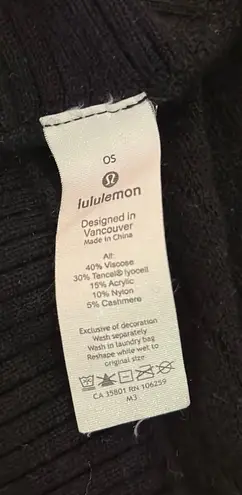 OS
lululemon
Designed in
Vancouver
Made in China
All:
40% Viscose
30% Tencel® lyocell
15% Acrylic
10% Nylon
5% Cashmere
Exclusive of decoration
Wash separately
Wash in laundry bag
Reshape while wet to
original size
CA 35801 RN 106259
M3